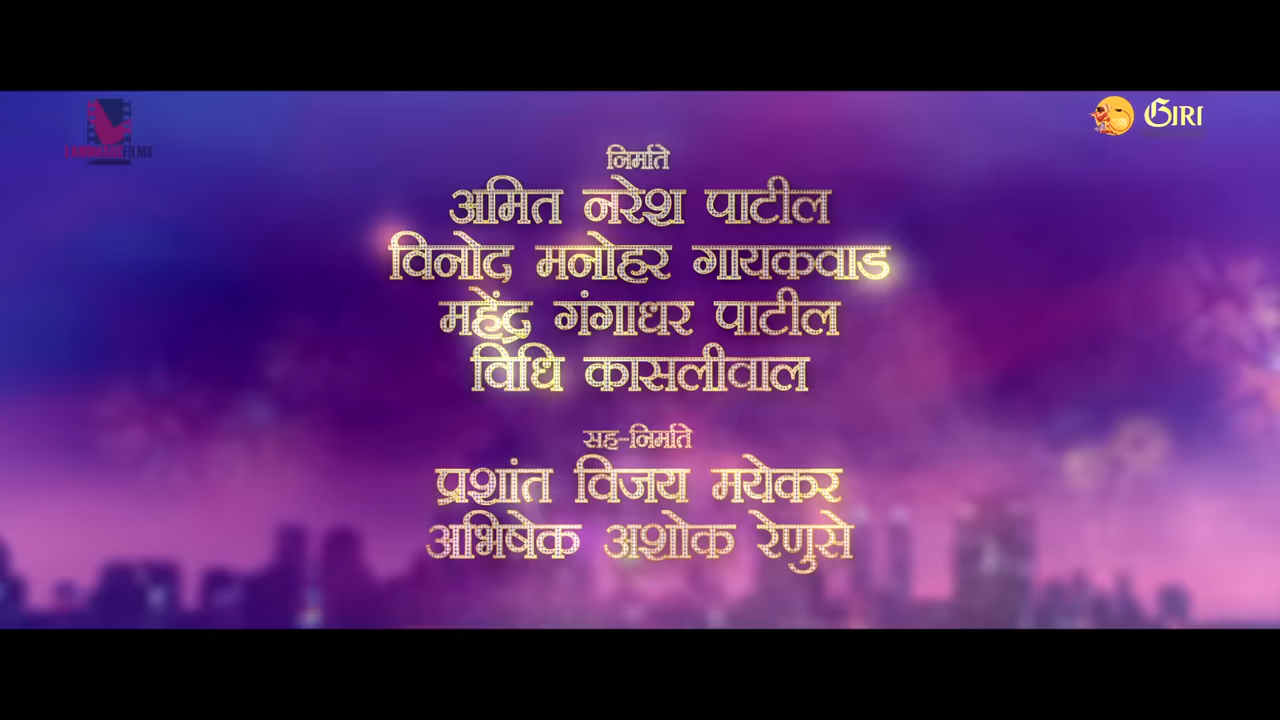 GIRI
निर्माते
अमित नरेश पाटील
विनोद मनोहर गायकवाड
महेंद्र गंगाधर पाटील
विधि कासलीवाल
सह-निर्माते
प्रशांत विजय मयेकर
अभिषेक अशोक रेणुसे